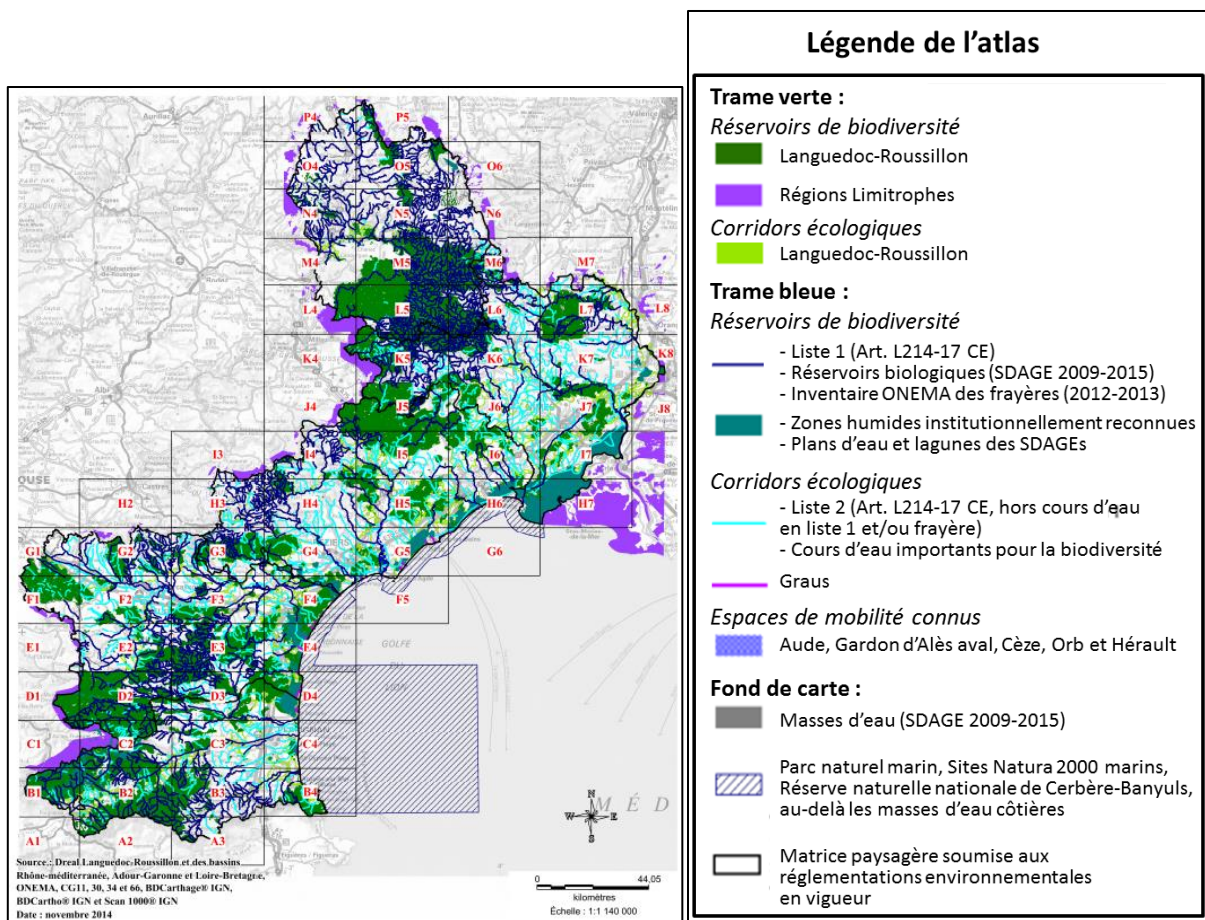 P4 P5
O4 O5 O6
N4 N5 N6
M4 M5 M6 M7
L4 L5 L6 L7 L8
K4 K5 K6 K7 K8
J4 J5 J6 J7 J8
I3 I4 I5 I6 I7
H2 H3 H4 H5 H6 H7
G1 G2 G3 G4 G5 G6
F1 F2 F3 F4 F5
E1 E2 E3 E4
D1 D2 D3 D4
C1 C2 C3 C4
B1 B2 B3 B4
A1 A2 A3
Aurillac
Valence
Privas
Rodez
Albi
Castres
GOLFE
LION
MÉD
N
W E
S
Source : Dreal Languedoc-Roussillon et des bassins
Rhône-méditerranée, Adour-Garonne et Loire-Bretagne,
ONEMA, CG11, 30, 34 et 66, BDCarthage® IGN,
BDCartho® IGN et Scan 1000® IGN
Date : novembre 2014
0 44,05
kilomètres
Échelle : 1:1 140 000
Légende de l’atlas
Trame verte :
Réservoirs de biodiversité
Languedoc-Roussillon
Régions Limitrophes
Corridors écologiques
Languedoc-Roussillon
Trame bleue :
Réservoirs de biodiversité
- Liste 1 (Art. L214-17 CE)
- Réservoirs biologiques (SDAGE 2009-2015)
- Inventaire ONEMA des frayères (2012-2013)
- Zones humides institutionnellement reconnues
- Plans d’eau et lagunes des SDAGEs
Corridors écologiques
- Liste 2 (Art. L214-17 CE, hors cours d’eau
en liste 1 et/ou frayère)
- Cours d’eau importants pour la biodiversité
Graus
Espaces de mobilité connus
Aude, Gardon d’Alès aval, Cèze, Orb et Hérault
Fond de carte :
Masses d’eau (SDAGE 2009-2015)
Parc naturel marin, Sites Natura 2000 marins,
Réserve naturelle nationale de Cerbère-Banyuls,
au-delà les masses d’eau côtières
Matrice paysagère soumise aux
réglementations environnementales
en vigueur